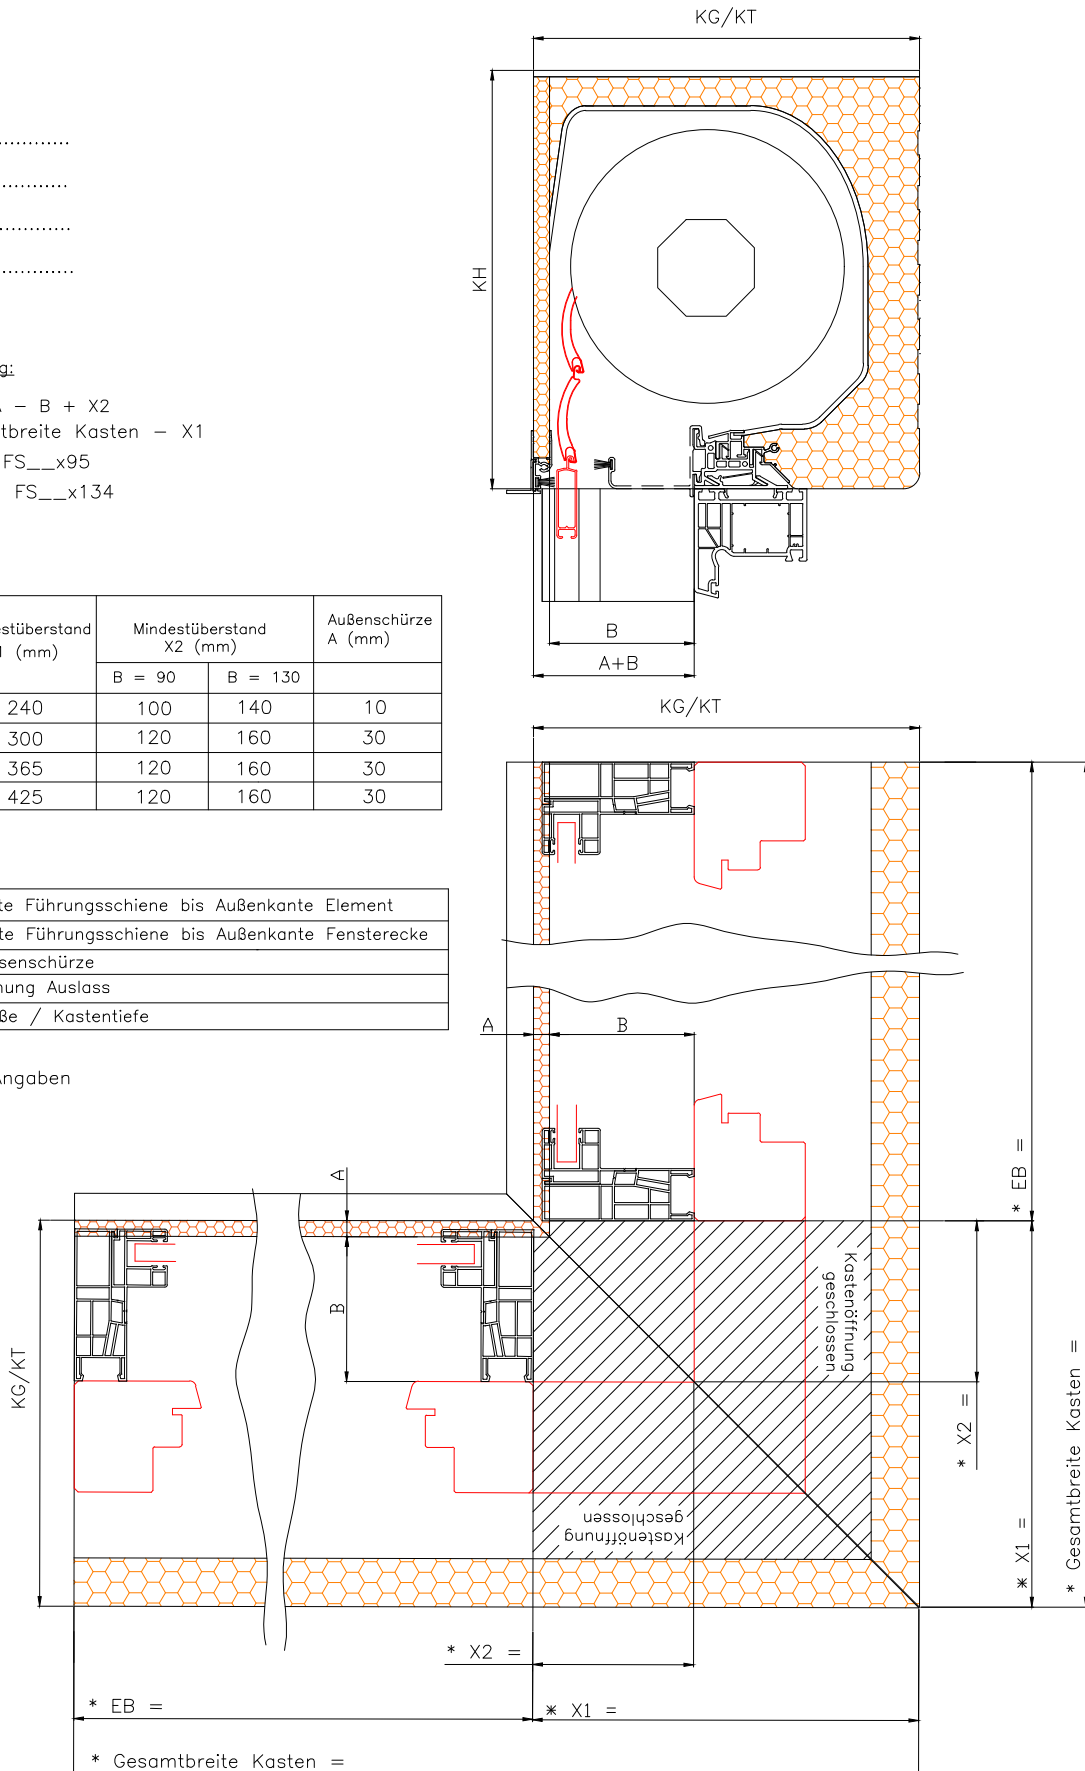 KG/KT
KH
...............
...............
...............
...............
g:
A – B + X2
tbreite Kasten – X1
FS__x95
FS__x134
B
A+B
estüberstand
(mm)
Mindestüberstand
X2 (mm)
Außenschürze
A (mm)
B = 90
B = 130
240 100 140 10
300 120 160 30
365 120 160 30
425 120 160 30
KG/KT
te Führungsschiene bis Außenkante Element
te Führungsschiene bis Außenkante Fensterecke
senschürze
nung Auslass
ße / Kastentiefe
Angaben
A
B
A
B
KG/KT
Kastenöffnung
geschlossen
Kastenöffnung
geschlossen
* EB =
* X2 =
* X1 =
* Gesamtbreite Kasten =
* X2 =
* EB =
* X1 =
* Gesamtbreite Kasten =